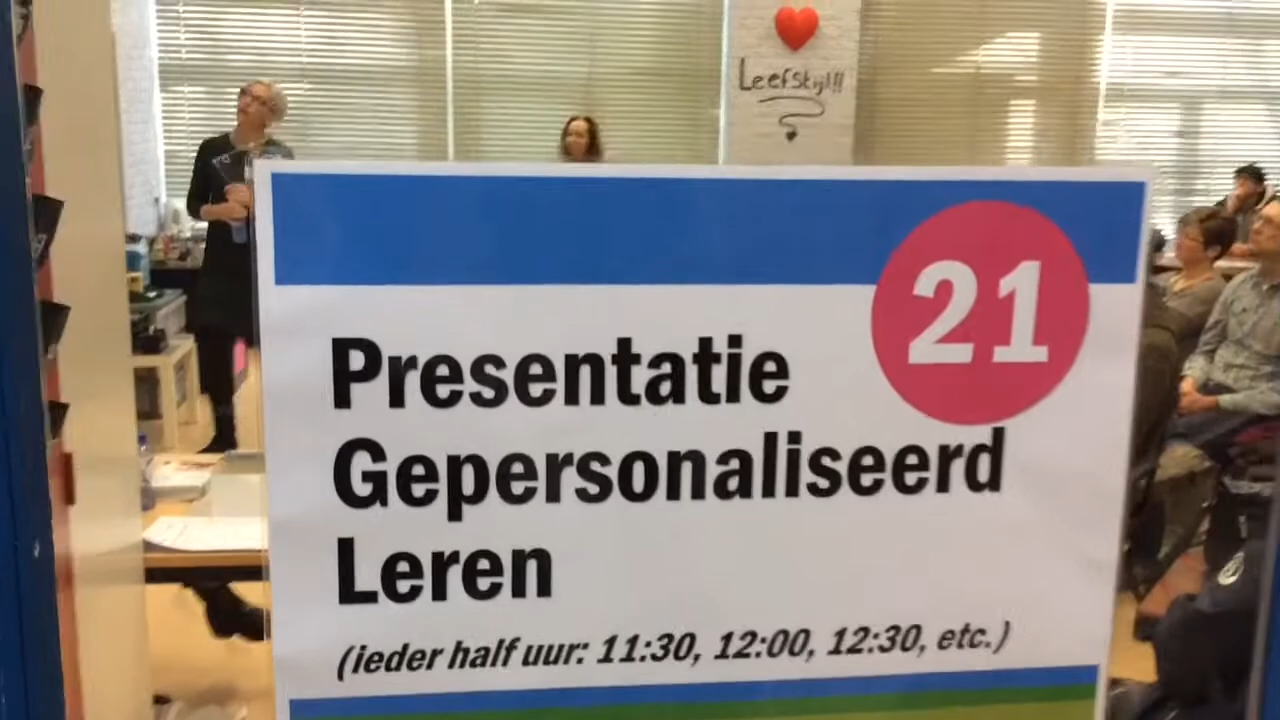 Leefstijl!!
21
Presentatie
Gepersonaliseerd
Leren
(ieder half uur: 11:30, 12:00, 12:30, etc.)